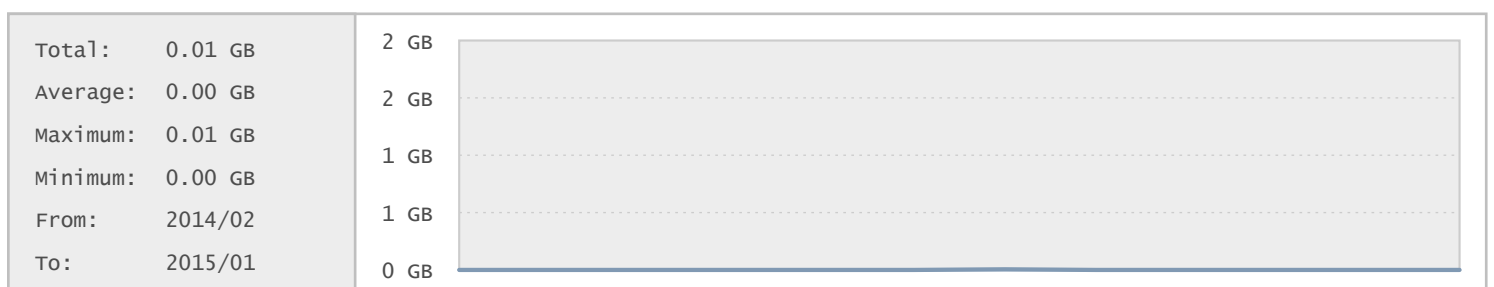 Total: 0.01 GB
Average: 0.00 GB
Maximum: 0.01 GB
Minimum: 0.00 GB
From: 2014/02
To: 2015/01
2 GB
2 GB
1 GB
1 GB
0 GB